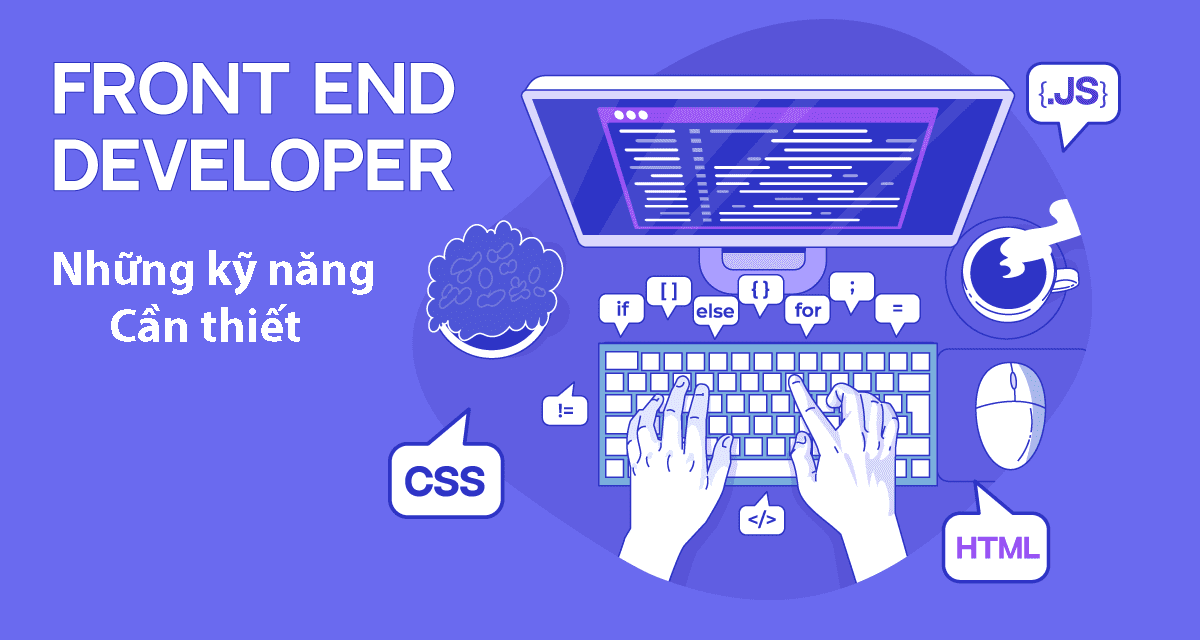 FRONT END
DEVELOPER
Những kỹ năng
Cần thiết
{.JS}
if
[ ]
else
{ }
for
;
=
!=
CSS
</>
HTML